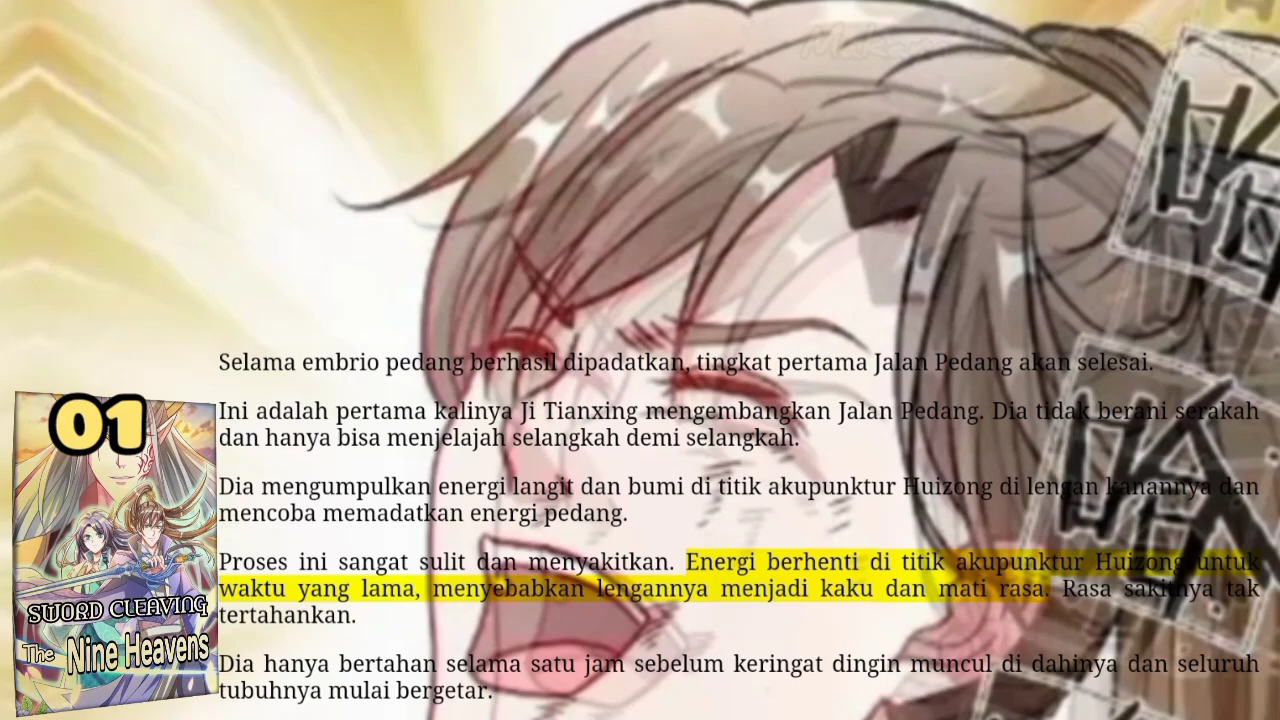 Selama embrio pedang berhasil dipadatkan, tingkat pertama Jalan Pedang akan selesai.
Ini adalah pertama kalinya Ji Tianxing mengembangkan Jalan Pedang. Dia tidak berani serakah
dan hanya bisa menjelajah selangkah demi selangkah.
Dia mengumpulkan energi langit dan bumi di titik akupunktur Huizong di lengan kanannya dan
mencoba memadatkan energi pedang.
Proses ini sangat sulit dan menyakitkan. Energi berhenti di titik akupunktur Huizong untuk
waktu yang lama, menyebabkan lengannya menjadi kaku dan mati rasa. Rasa sakitnya tak
tertahankan.
Dia hanya bertahan selama satu jam sebelum keringat dingin muncul di dahinya dan seluruh
tubuhnya mulai bergetar.
01
SWORD CLEAVING
The Nine Heavens